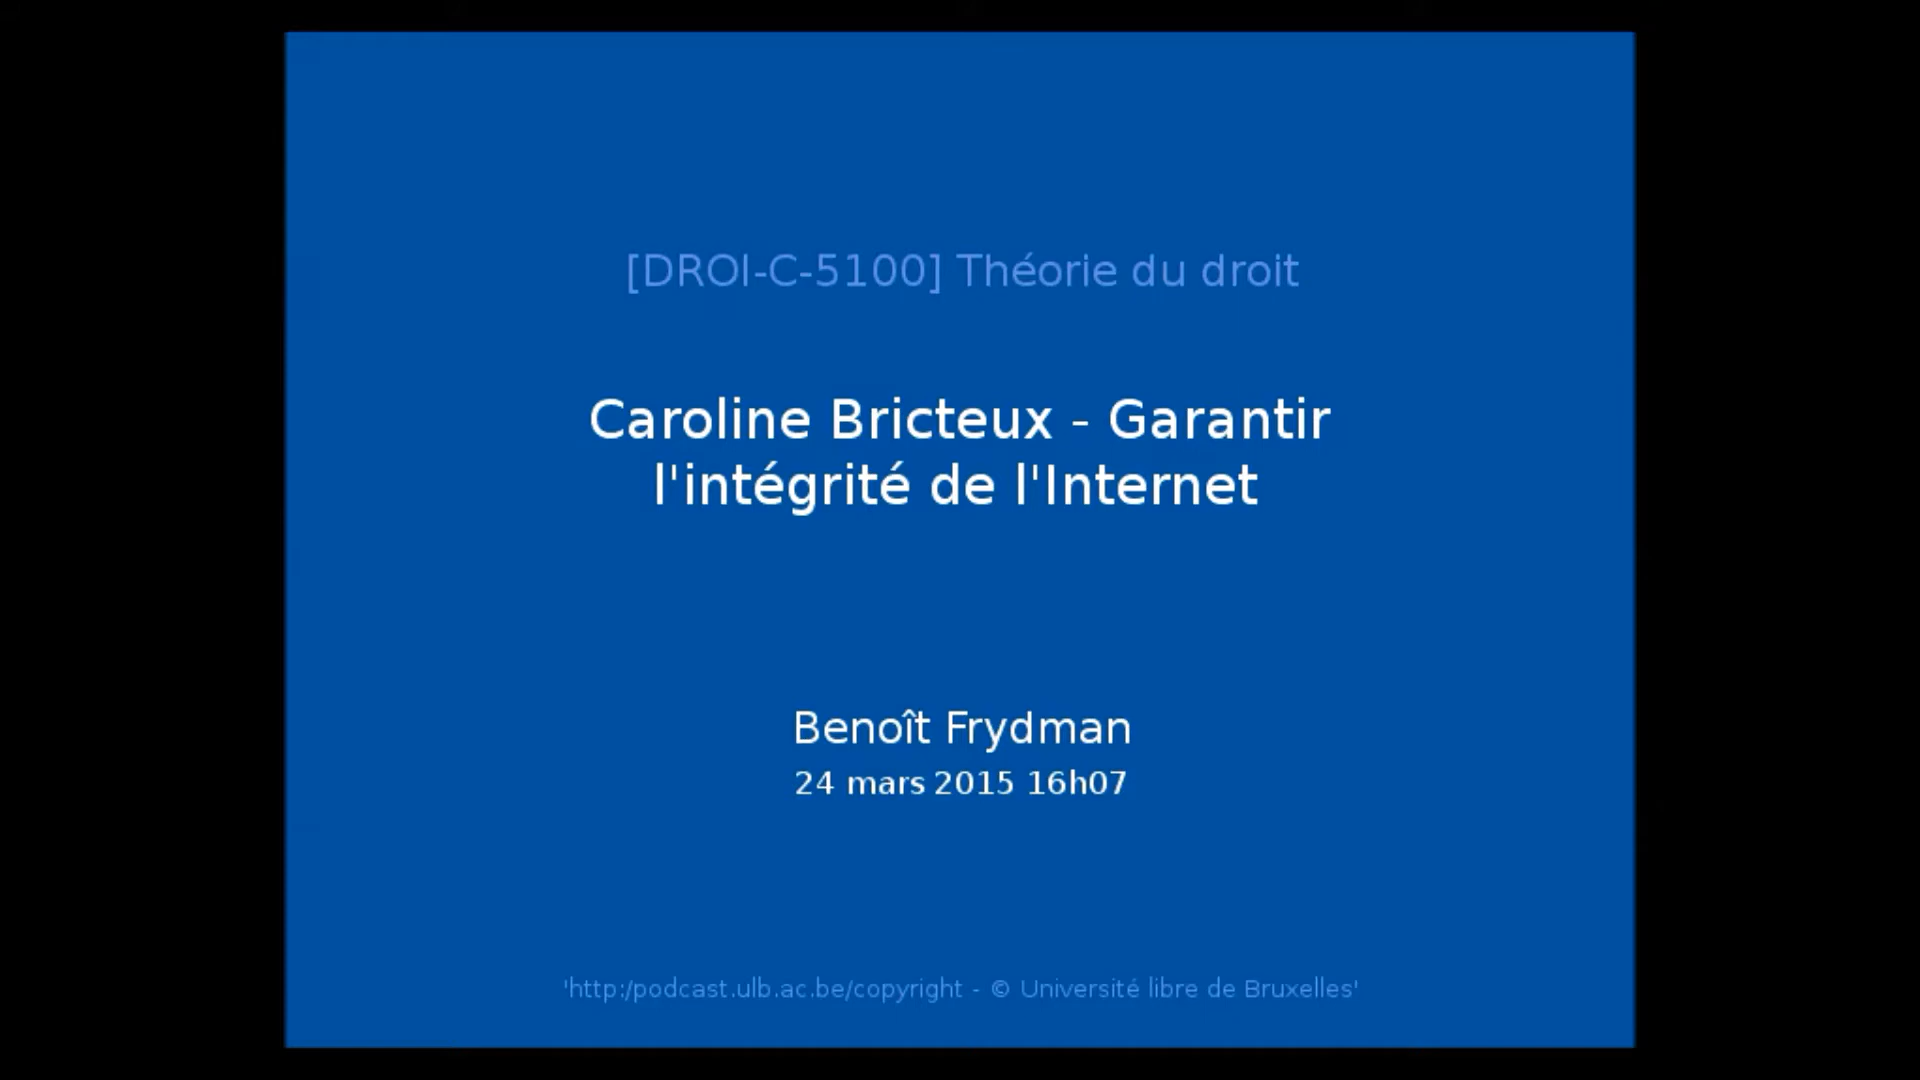 [DROI-C-5100] Théorie du droit
Caroline Bricteux - Garantir
l'intégrité de l'Internet
Benoît Frydman
24 mars 2015 16h07
'http:/podcast.ulb.ac.be/copyright - © Université libre de Bruxelles'